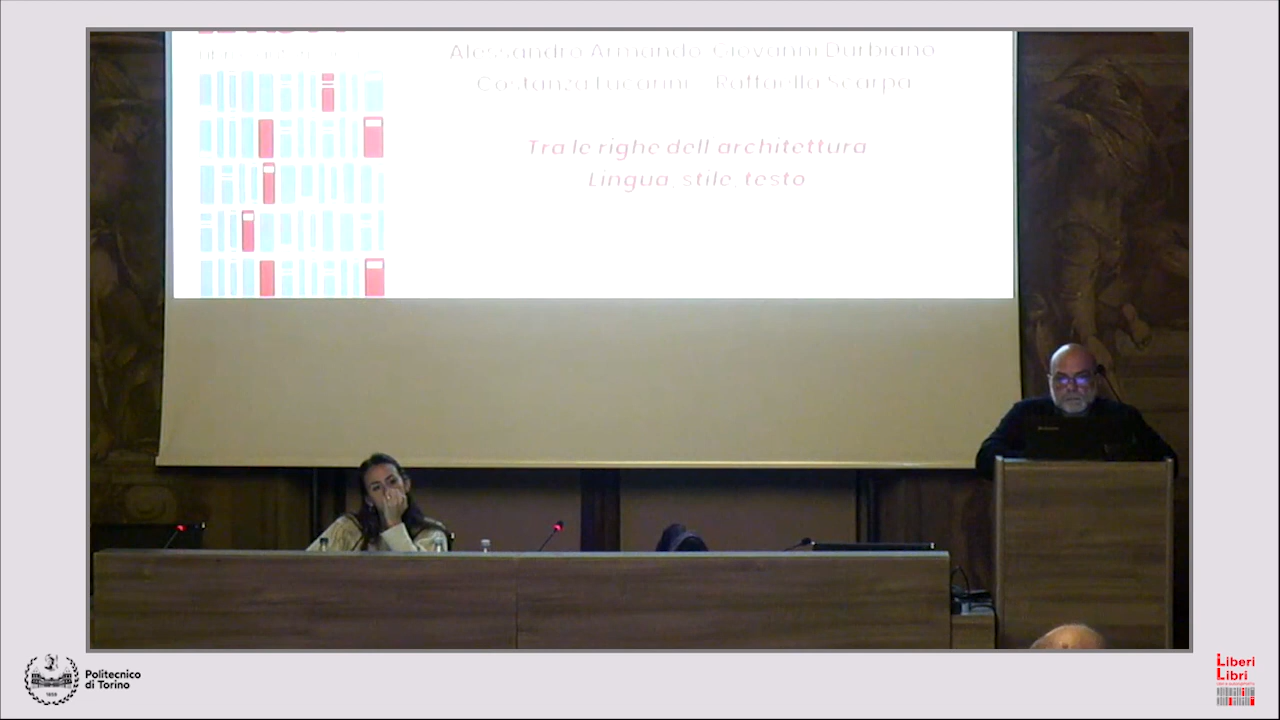 Alessandro Armando Giovanni Durbiano
Costanza Lucarini Raffaella Scarpa
Tra le righe dell architettura
Lingua, stile, testo
Politecnico
di Torino
1859
Liberi
Libri